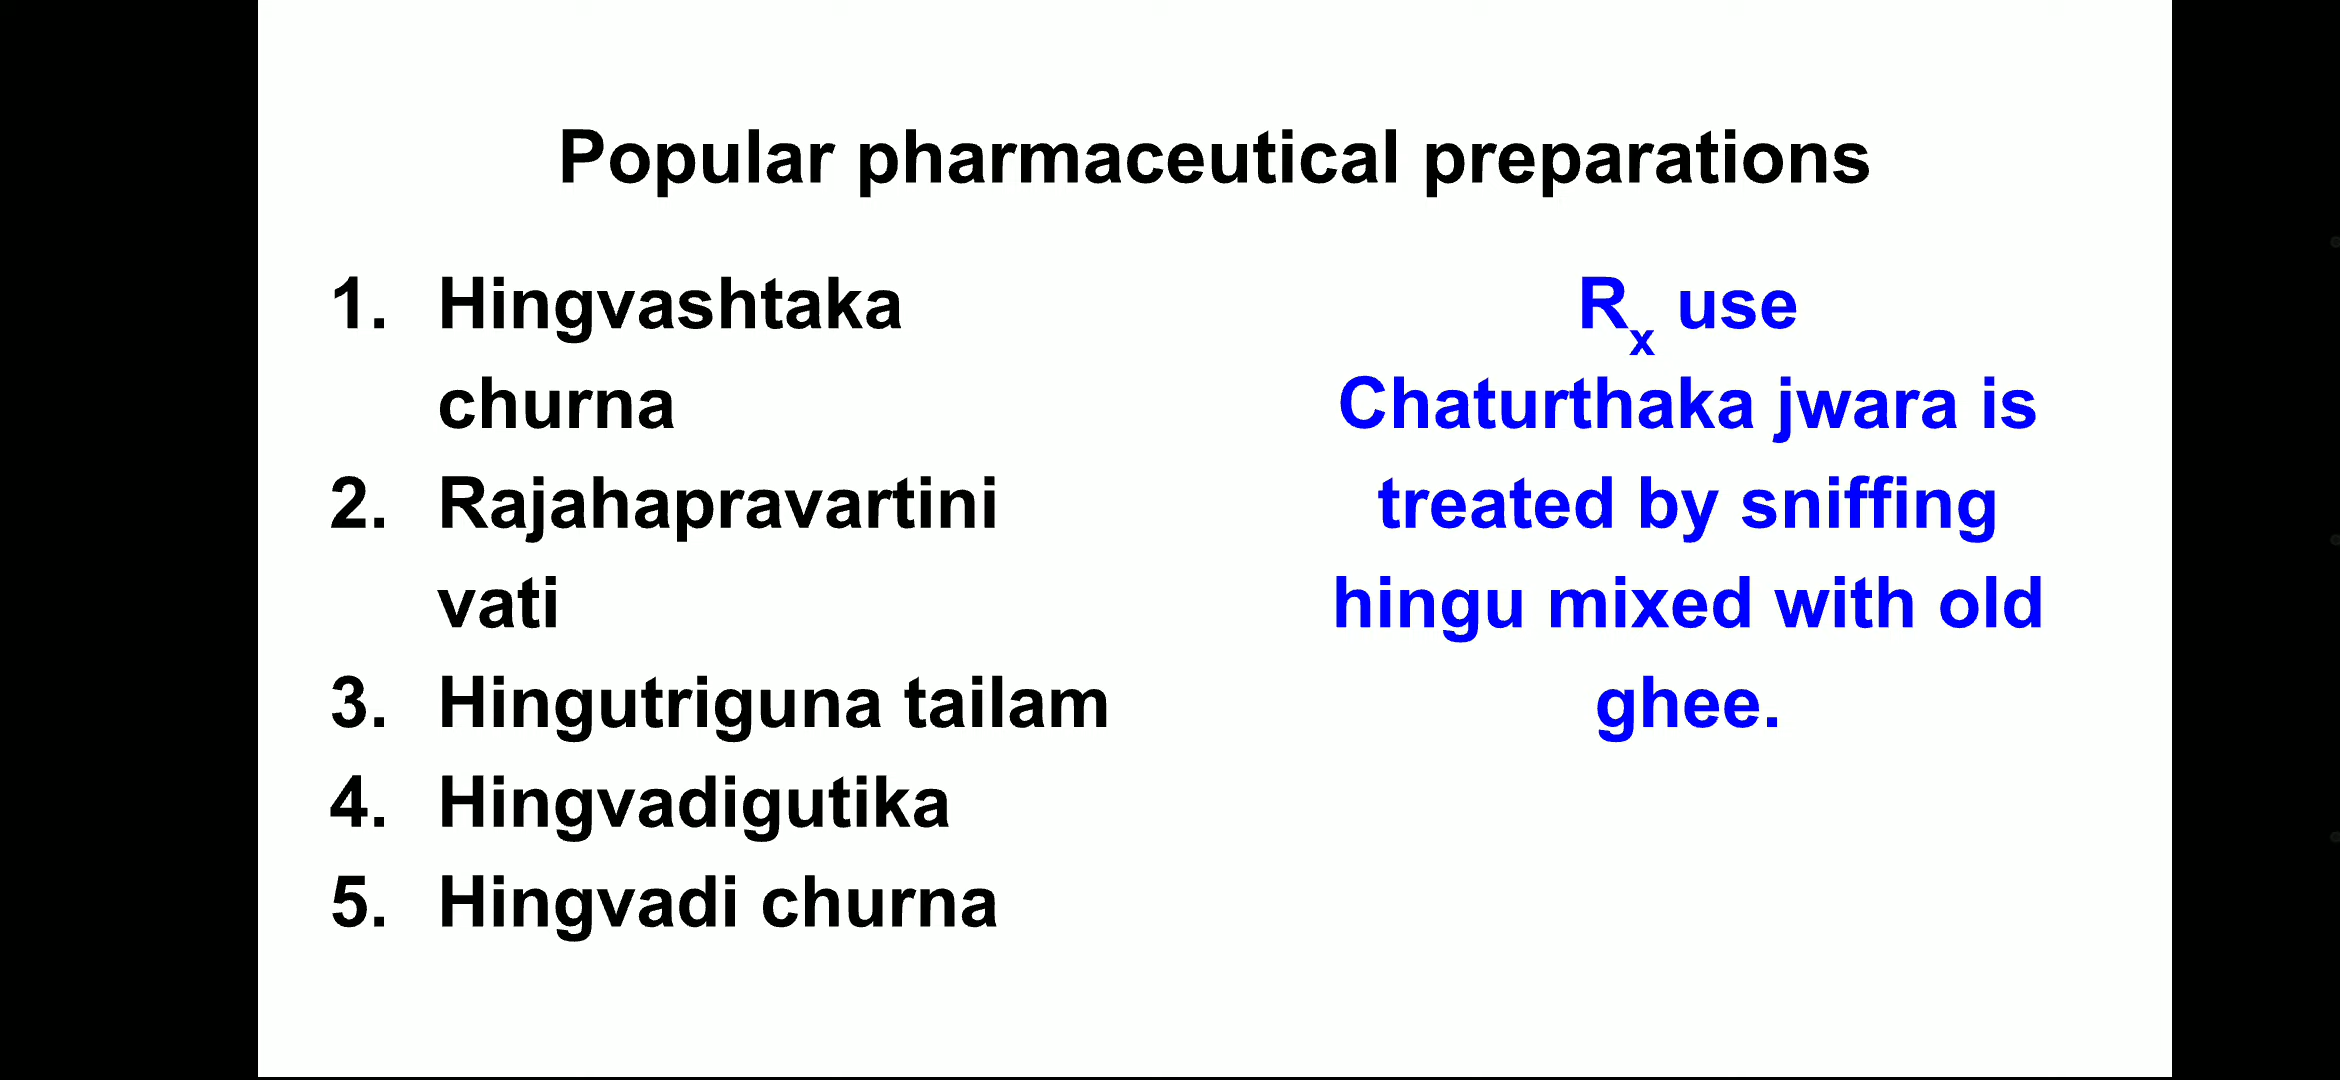 Popular pharmaceutical preparations
1. Hingvashtaka
churna
2. Rajahapravartini
vati
3. Hingutriguna tailam
4. Hingvadigutika
5. Hingvadi churna
Rx use
Chaturthaka jwara is
treated by sniffing
hingu mixed with old
ghee.